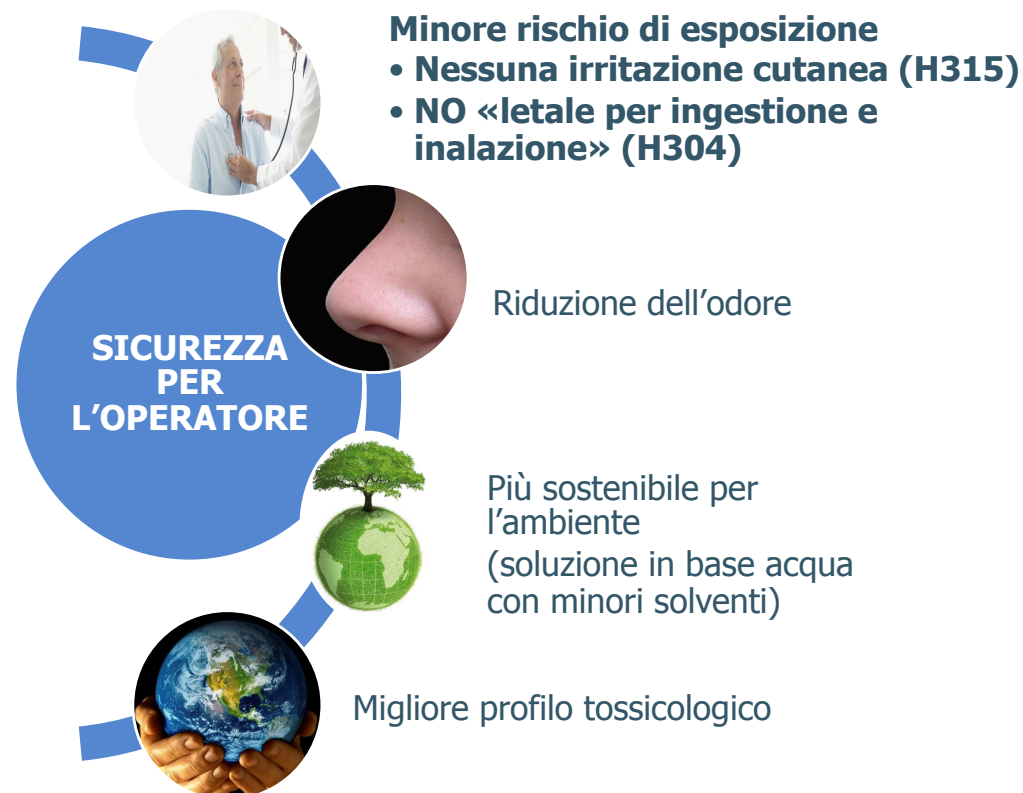 Minore rischio di esposizione
• Nessuna irritazione cutanea (H315)
• NO «letale per ingestione e
inalazione» (H304)
Riduzione dell’odore
SICUREZZA
PER
L’OPERATORE
Più sostenibile per
l’ambiente
(soluzione in base acqua
con minori solventi)
Migliore profilo tossicologico